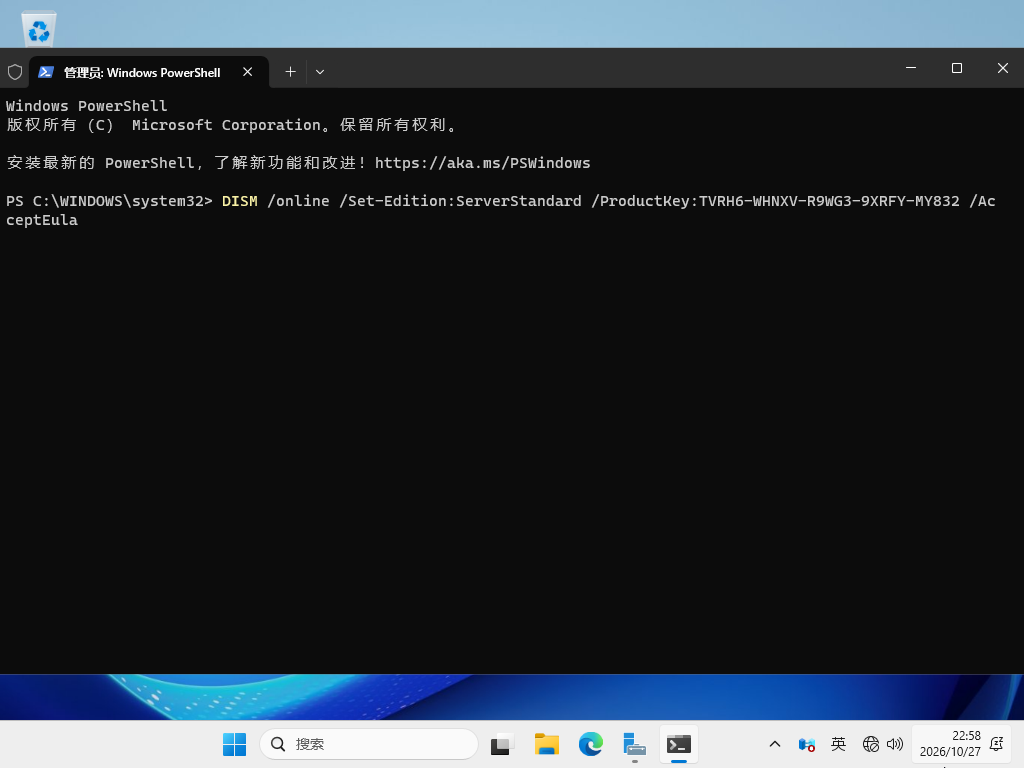 管理员: Windows PowerShell
Windows PowerShell
版权所有 (C)  Microsoft Corporation。保留所有权利。
安装最新的 PowerShell，了解新功能和改进！https://aka.ms/PSWindows
PS C:\WINDOWS\system32> DISM /online /Set-Edition:ServerStandard /ProductKey:TVRH6-WHNXV-R9WG3-9XRFY-MY832 /Ac
ceptEula
搜索
英
22:58
2026/10/27